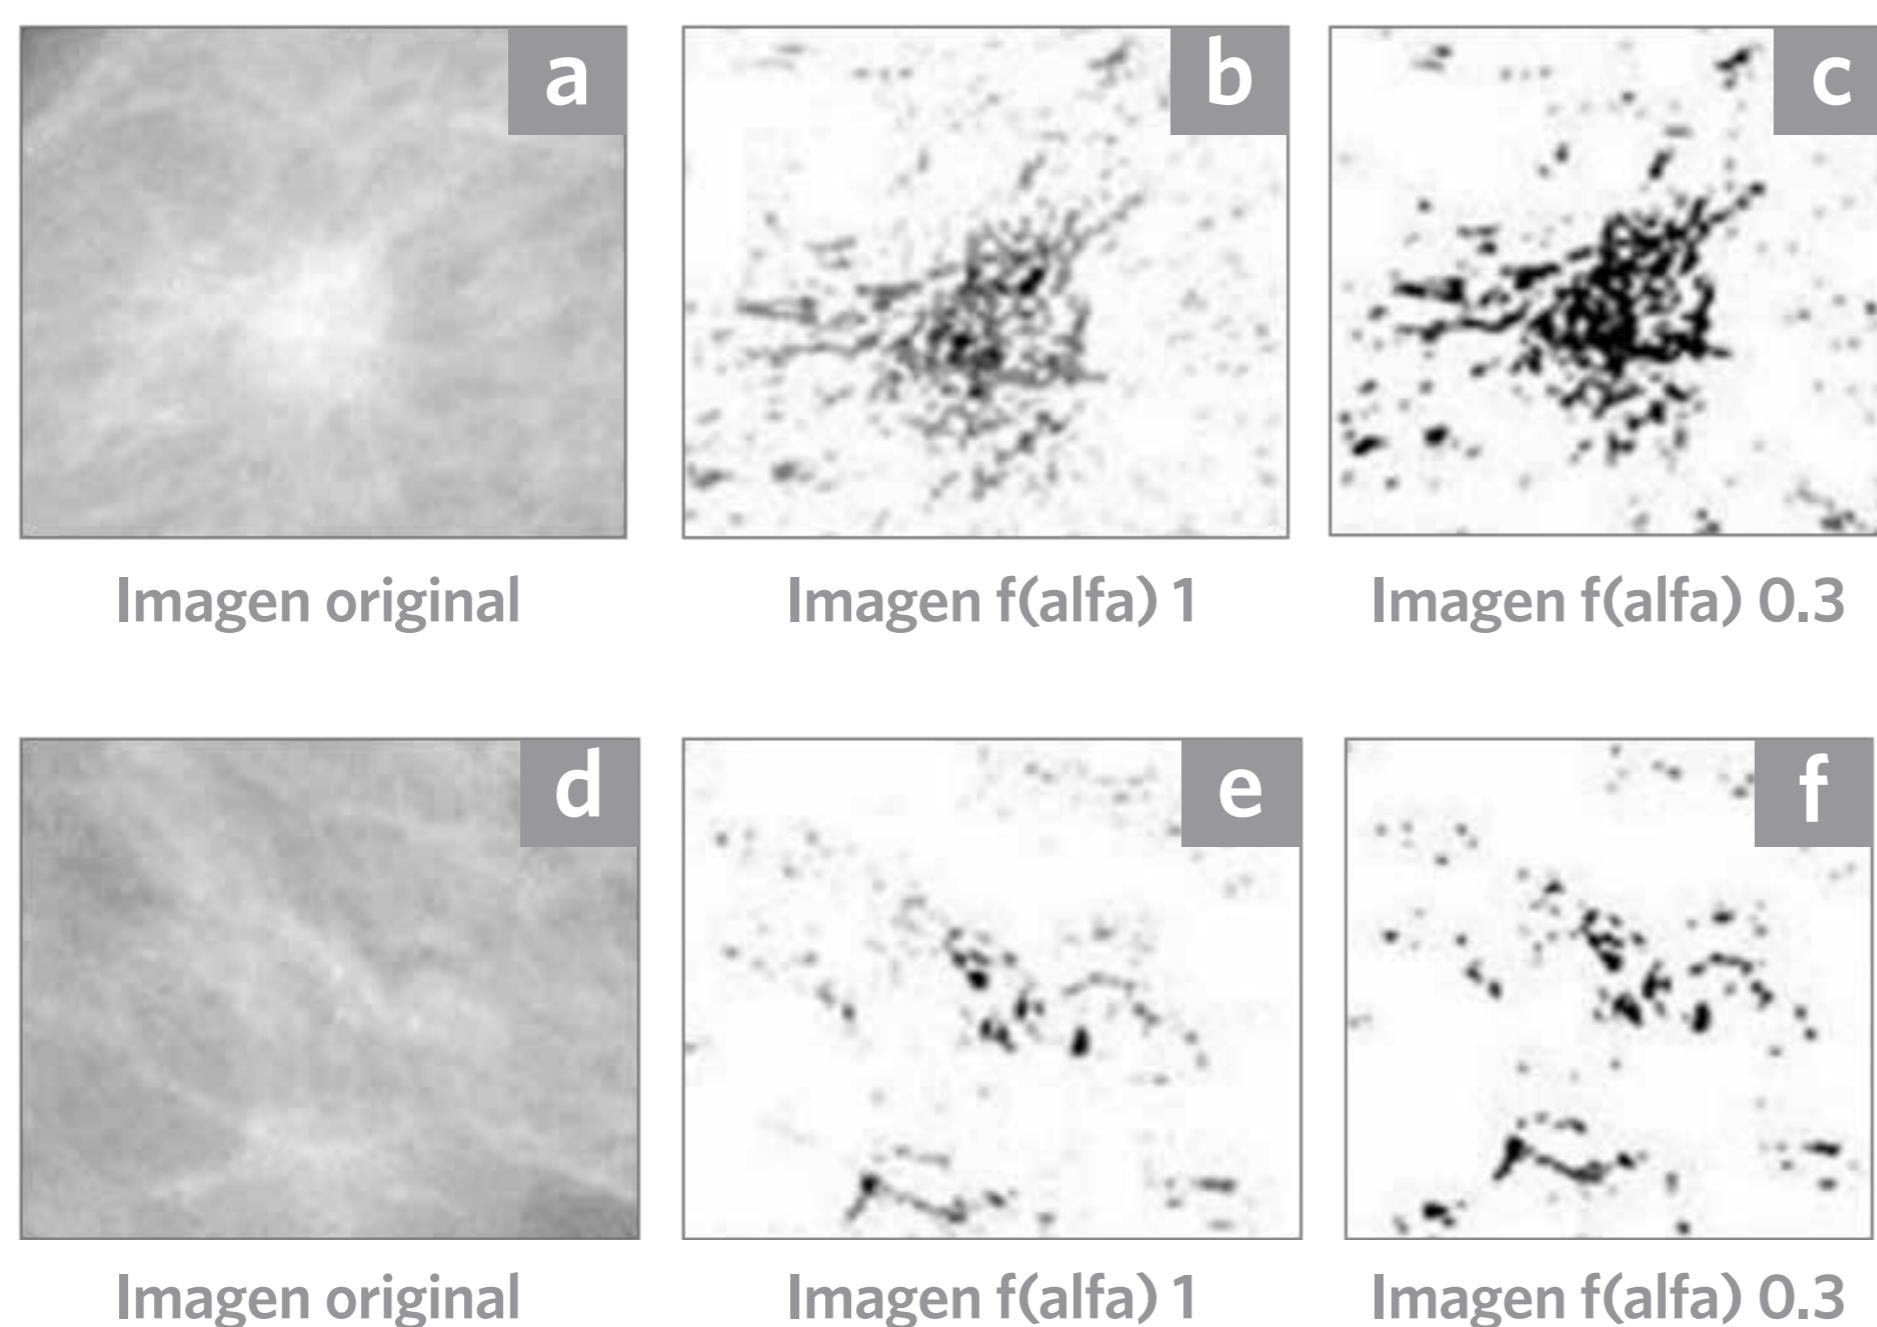 a
b
c
Imagen original
Imagen f(alfa) 1
Imagen f(alfa) 0.3
d
e
f
Imagen original
Imagen f(alfa) 1
Imagen f(alfa) 0.3